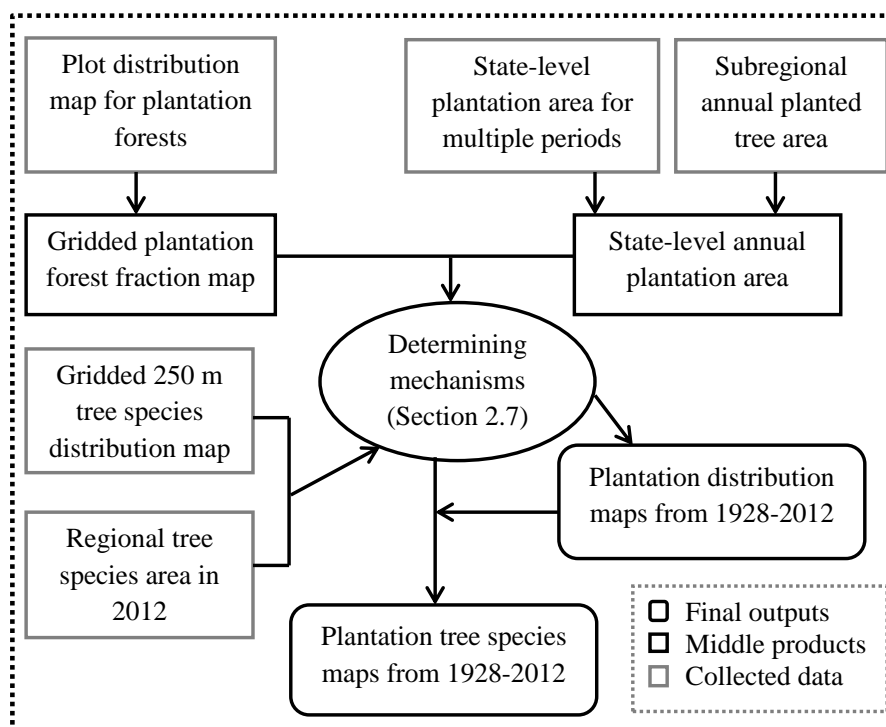 Plot distribution
map for plantation
forests
State-level
plantation area for
multiple periods
Subregional
annual planted
tree area
Gridded plantation
forest fraction map
State-level annual
plantation area
Determining
mechanisms
(Section 2.7)
Gridded 250 m
tree species
distribution map
Plantation distribution
maps from 1928-2012
Regional tree
species area in
2012
Plantation tree species
maps from 1928-2012
Final outputs
Middle products
Collected data